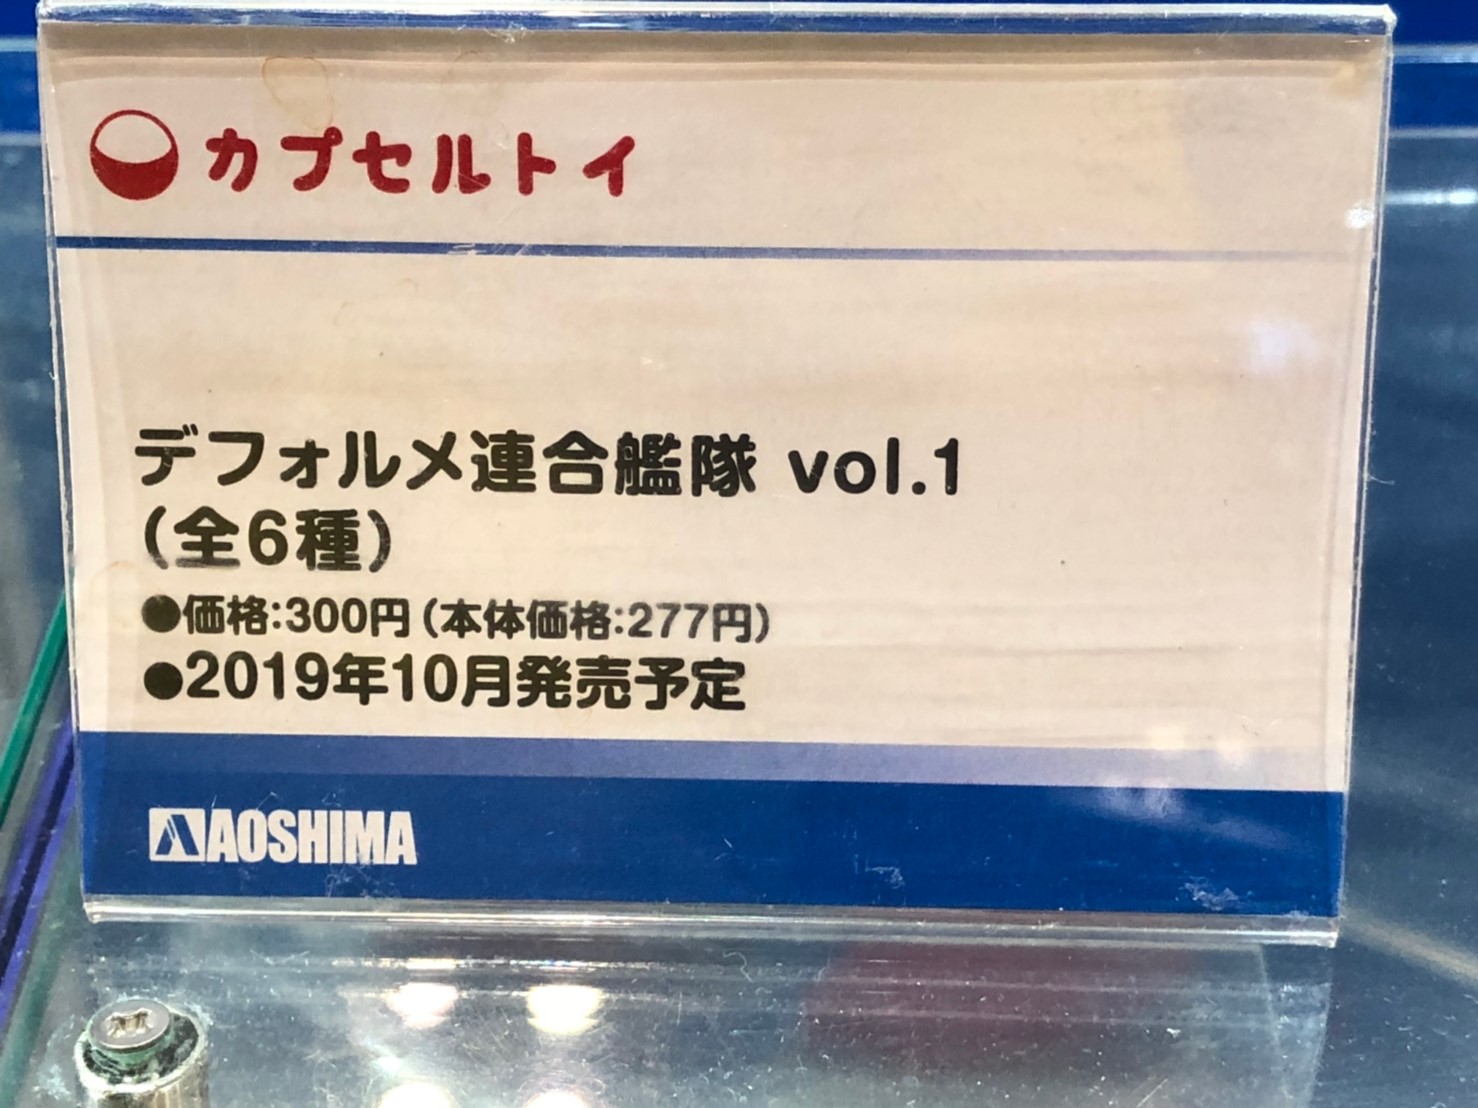 カプセルトイ
デフォルメ連合艦隊 vol.1
(全6種)
●価格:300円(本体価格:277円)
●2019年10月発売予定
AOSHIMA